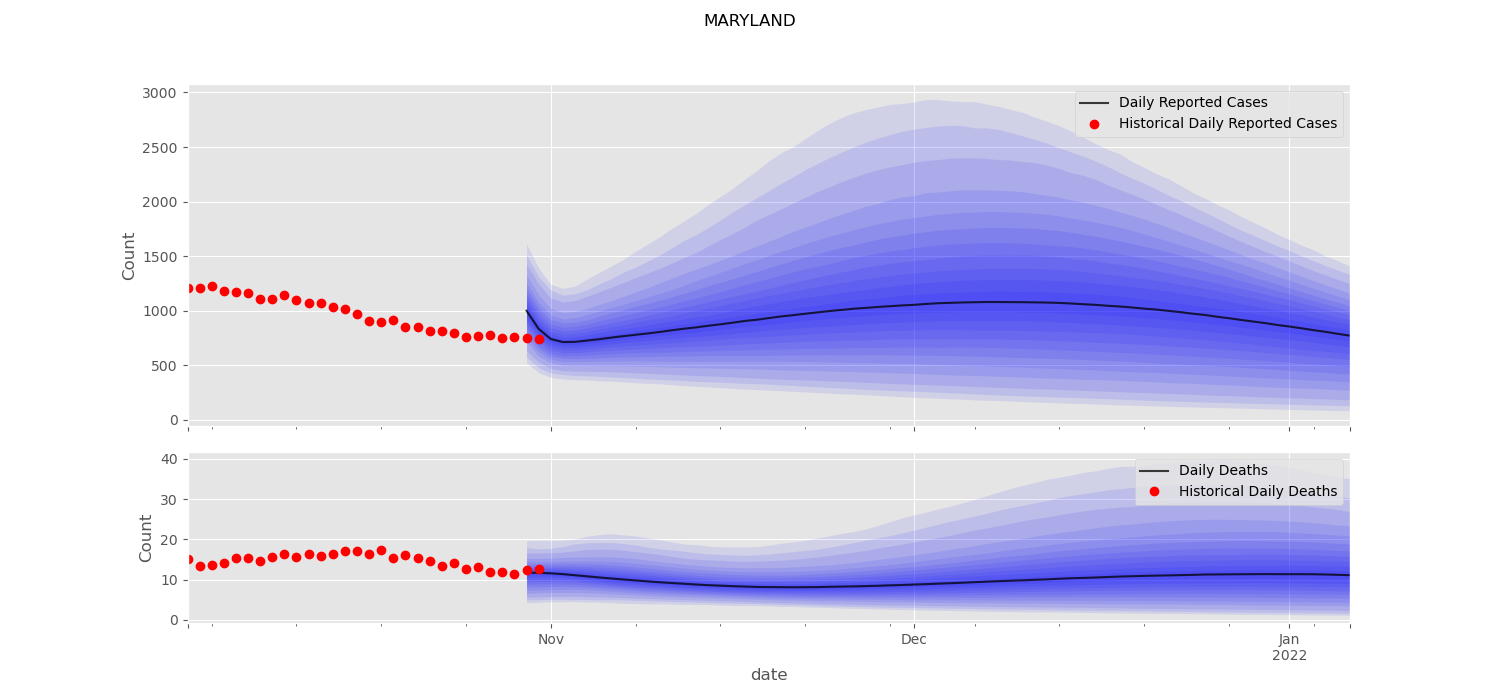 MARYLAND
3000
2500
2000
1500
1000
500
0
Count
Daily Reported Cases
Historical Daily Reported Cases
40
30
20
10
0
Count
Daily Deaths
Historical Daily Deaths
Nov
Dec
Jan
2022
date